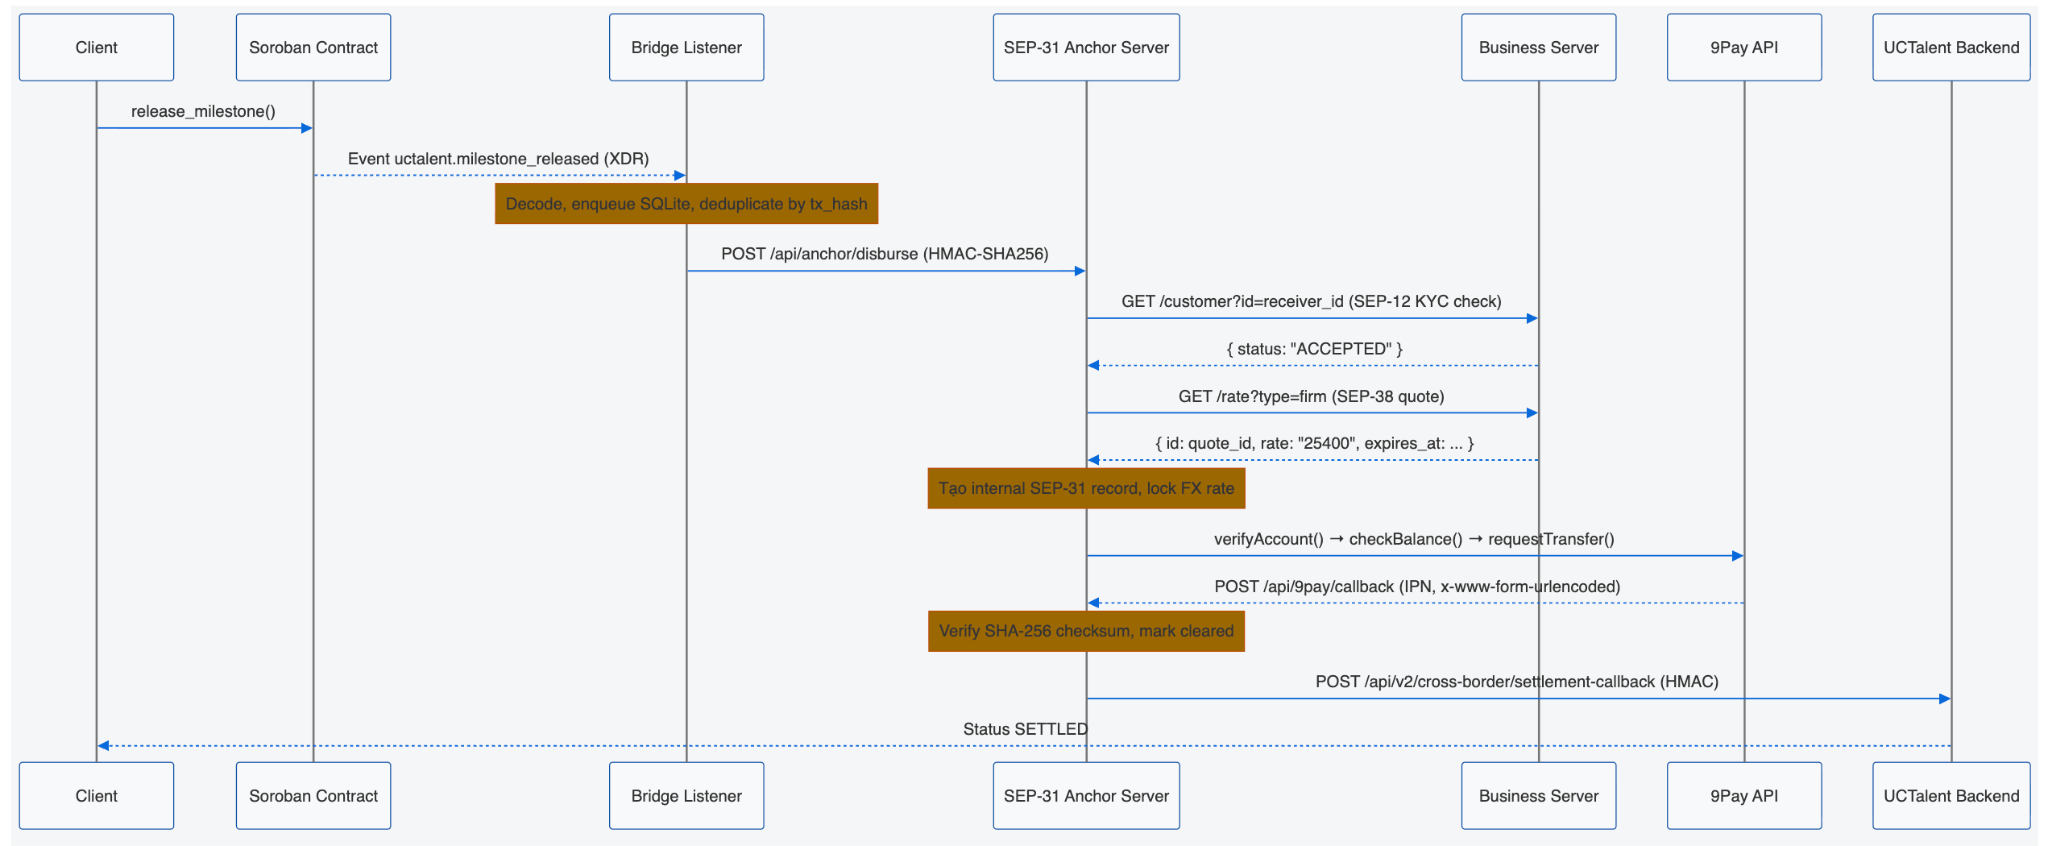 Client
Soroban Contract
Bridge Listener
SEP-31 Anchor Server
Business Server
9Pay API
UCTalent Backend
release_milestone()
Event uctalent.milestone_released (XDR)
Decode, enqueue SQLite, deduplicate by tx_hash
POST /api/anchor/disburse (HMAC-SHA256)
GET /customer?id=receiver_id (SEP-12 KYC check)
{ status: "ACCEPTED" }
GET /rate?type=firm (SEP-38 quote)
{ id: quote_id, rate: "25400", expires_at: ... }
Tạo internal SEP-31 record, lock FX rate
verifyAccount() → checkBalance() → requestTransfer()
POST /api/9pay/callback (IPN, x-www-form-urlencoded)
Verify SHA-256 checksum, mark cleared
POST /api/v2/cross-border/settlement-callback (HMAC)
Status SETTLED
Client
Soroban Contract
Bridge Listener
SEP-31 Anchor Server
Business Server
9Pay API
UCTalent Backend